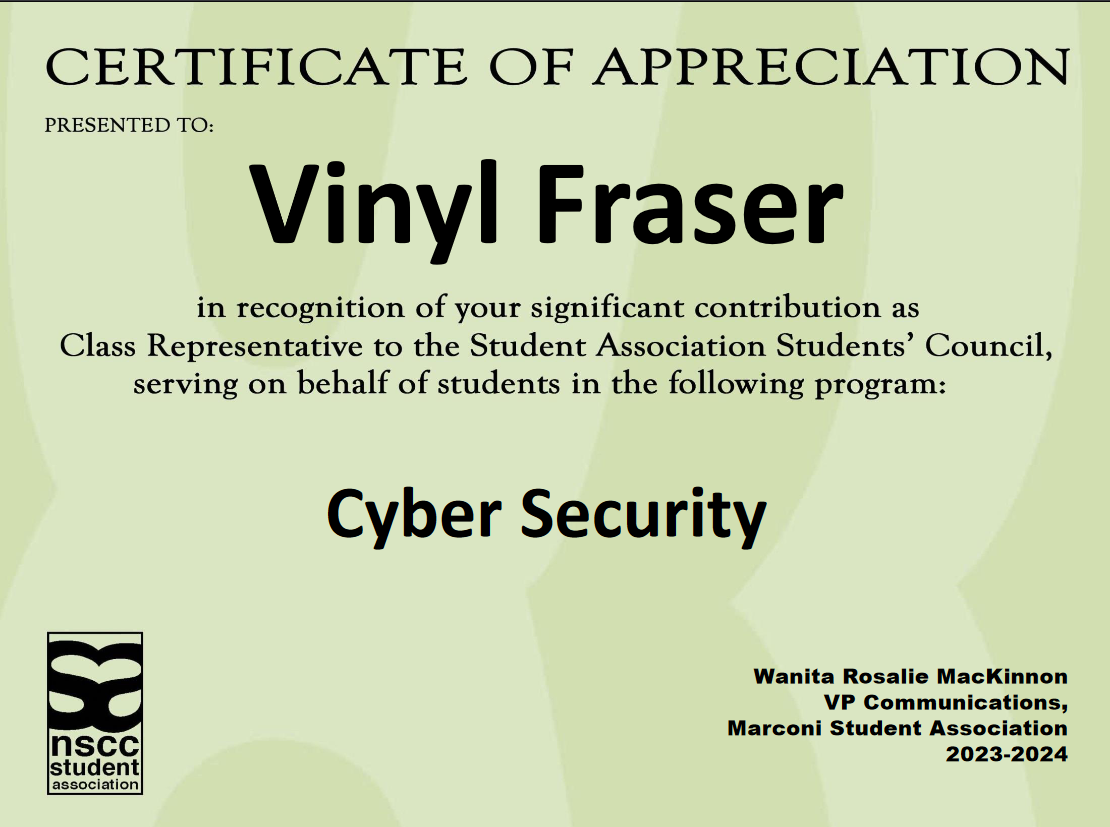 CERTIFICATE OF APPRECIATION
PRESENTED TO:
Vinyl Fraser
in recognition of your significant contribution as
Class Representative to the Student Association Students’ Council,
serving on behalf of students in the following program:
Cyber Security
nscc
student
association
Wanita Rosalie MacKinnon
VP Communications,
Marconi Student Association
2023-2024